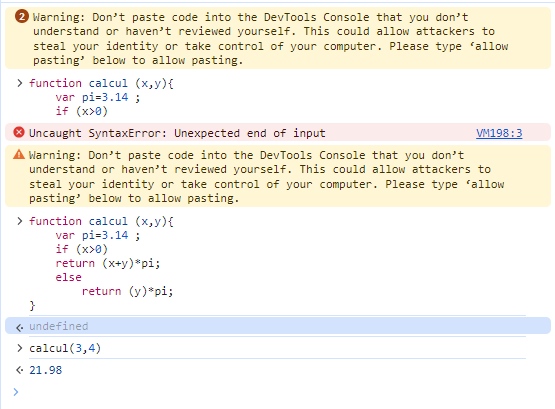 2 Warning: Don’t paste code into the DevTools Console that you don’t
understand or haven’t reviewed yourself. This could allow attackers to
steal your identity or take control of your computer. Please type ‘allow
pasting’ below to allow pasting.
> function calcul (x,y){
var pi=3.14 ;
if (x>0)
Uncaught SyntaxError: Unexpected end of input VM198:3
Warning: Don’t paste code into the DevTools Console that you don’t
understand or haven’t reviewed yourself. This could allow attackers to
steal your identity or take control of your computer. Please type ‘allow
pasting’ below to allow pasting.
> function calcul (x,y){
var pi=3.14 ;
if (x>0)
return (x+y)*pi;
else
return (y)*pi;
}
undefined
> calcul(3,4)
21.98
>